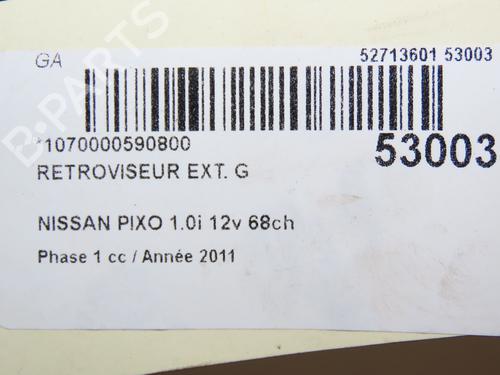 GA
52713601 53003
*1070000590800
53003
RETROVISEUR EXT. G
NISSAN PIXO 1.0i 12v 68ch
Phase 1 cc / Année 2011
B-PARTS